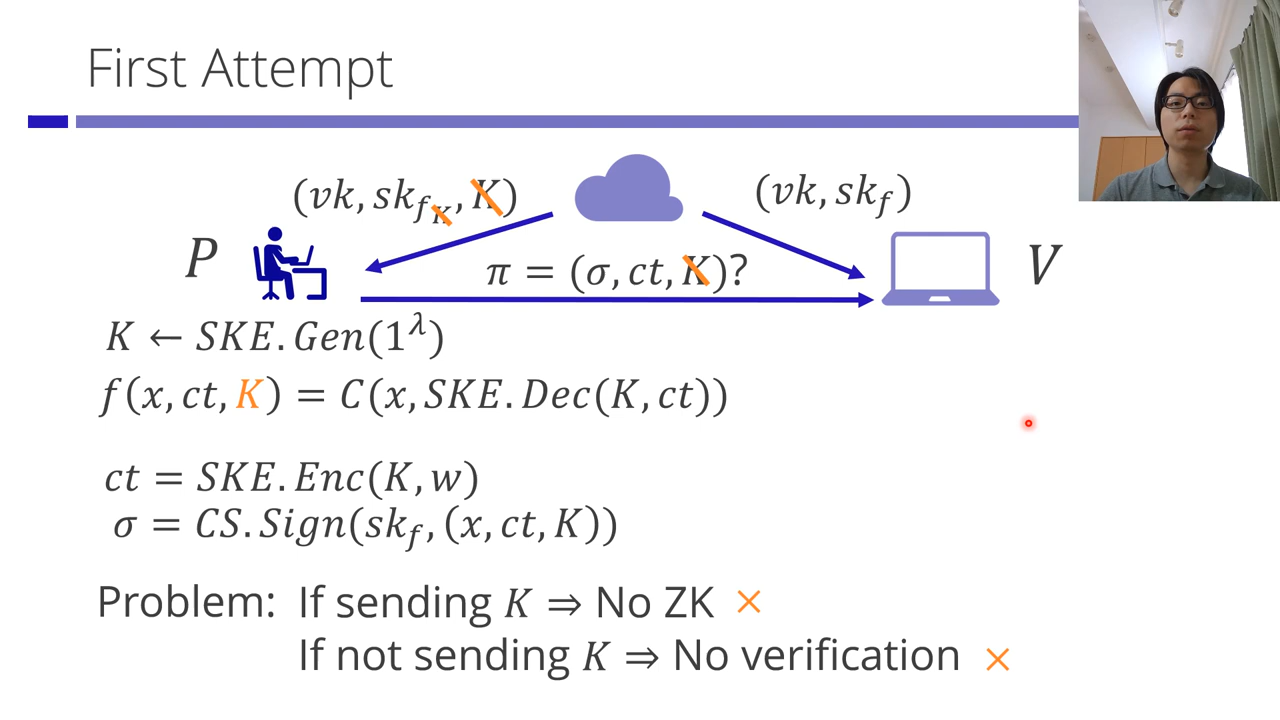 First Attempt
(vk, sk_{f_K}, K)
(vk, sk_f)
P
π = (σ, ct, K)?
V
K ← SKE.Gen(1^λ)
f(x, ct, K) = C(x, SKE.Dec(K, ct))
ct = SKE.Enc(K, w)
σ = CS.Sign(sk_f, (x, ct, K))
Problem: If sending K ⇒ No ZK ×
If not sending K ⇒ No verification ×